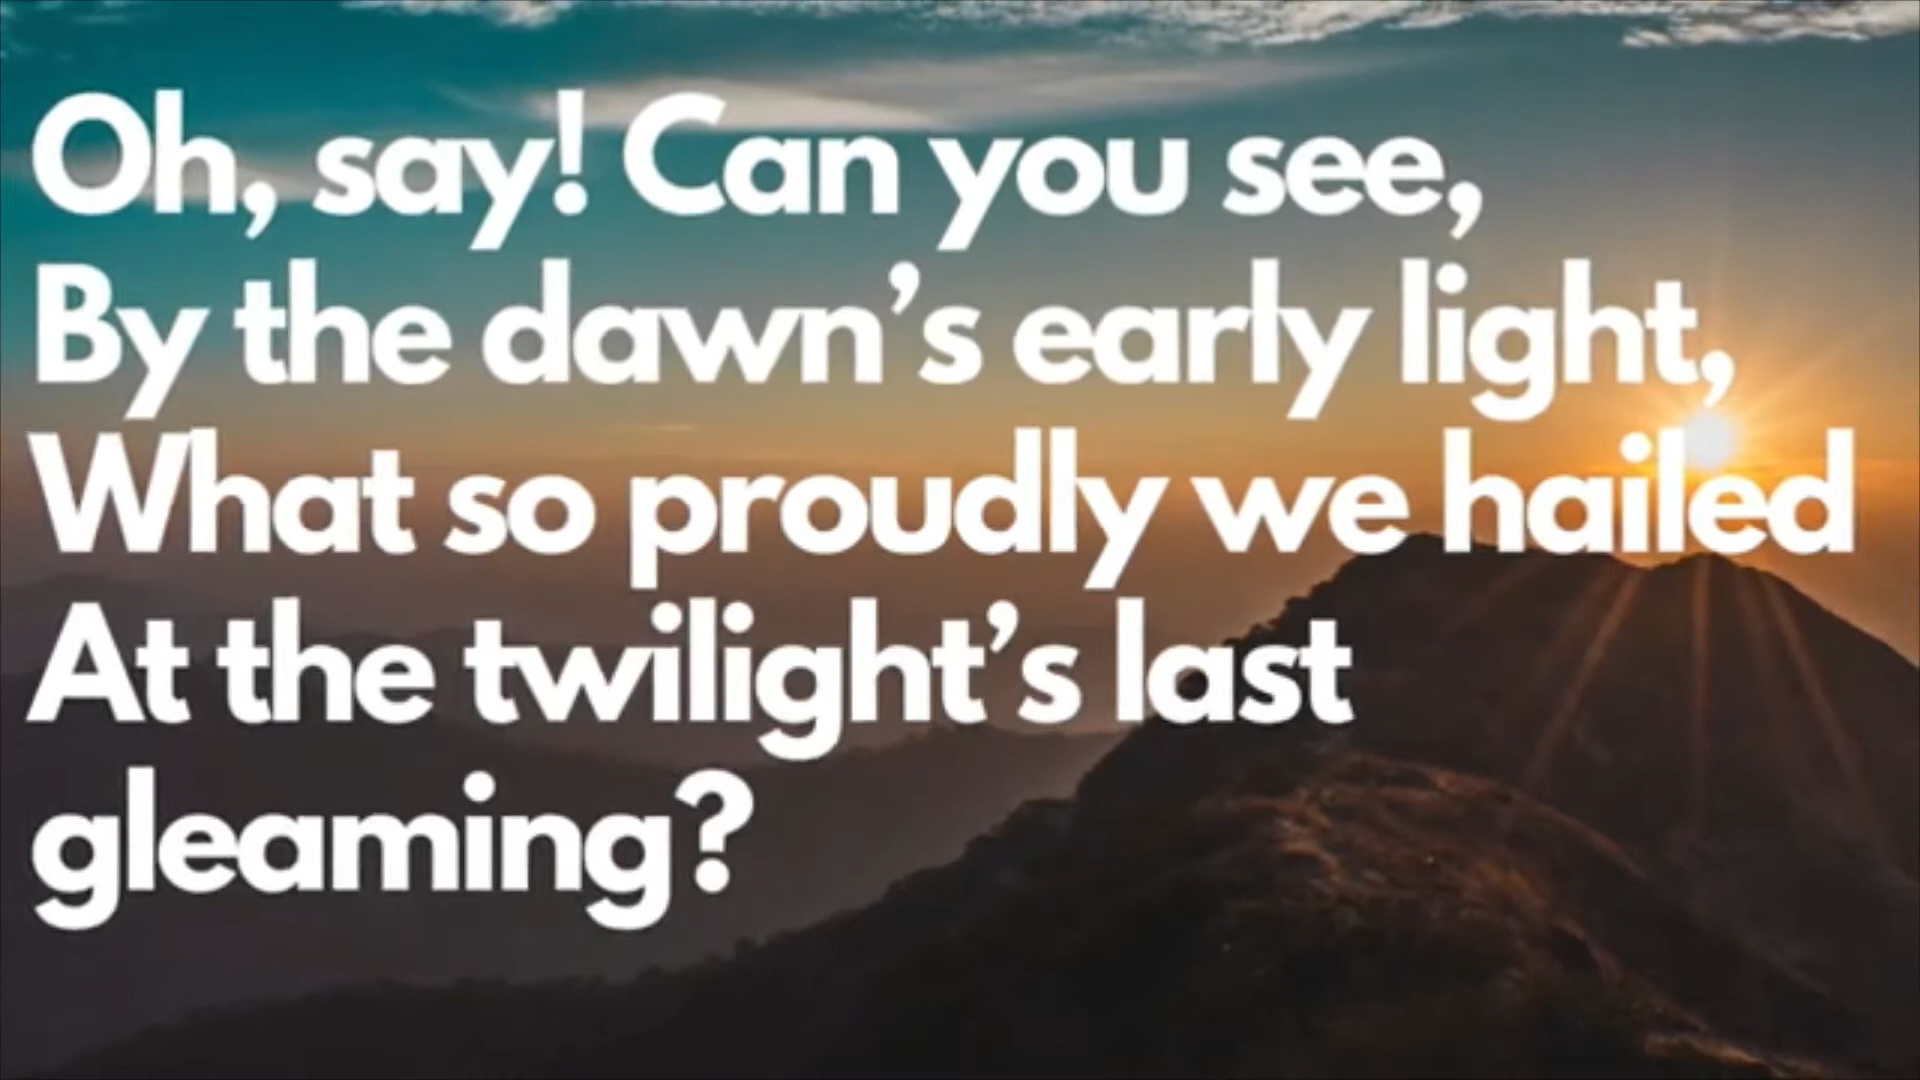 Oh, say! Can you see,
By the dawn’s early light,
What so proudly we hailed
At the twilight’s last
gleaming?